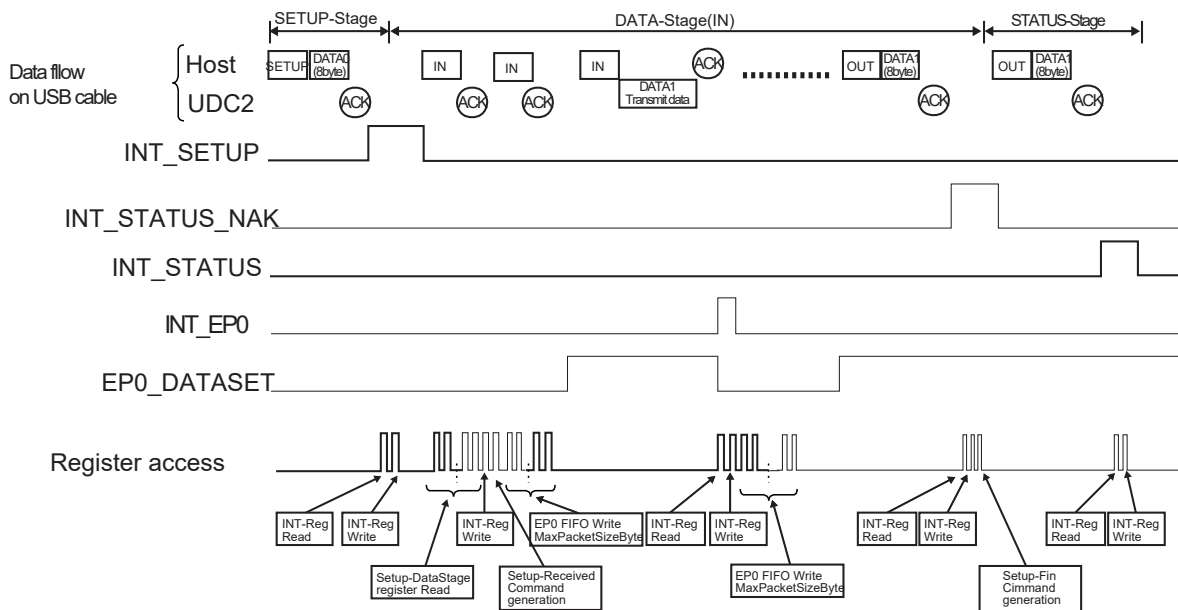 SETUP-Stage
DATA-Stage(IN)
STATUS-Stage
Data flow
on USB cable
Host
UDC2
SETUP
DATA0
(8byte)
IN
IN
IN
ACK
OUT
DATA1
(8byte)
OUT
DATA1
(8byte)
ACK
ACK
ACK
DATA1
Transmit data
ACK
ACK
INT_SETUP
INT_STATUS_NAK
INT_STATUS
INT_EP0
EP0_DATASET
Register access
INT-Reg
Read
INT-Reg
Write
INT-Reg
Write
EP0 FIFO Write
MaxPacketSizeByte
INT-Reg
Read
INT-Reg
Write
INT-Reg
Read
INT-Reg
Write
INT-Reg
Read
INT-Reg
Write
Setup-DataStage
register Read
Setup-Received
Command
generation
EP0 FIFO Write
MaxPacketSizeByte
Setup-Fin
Cimmand
generation